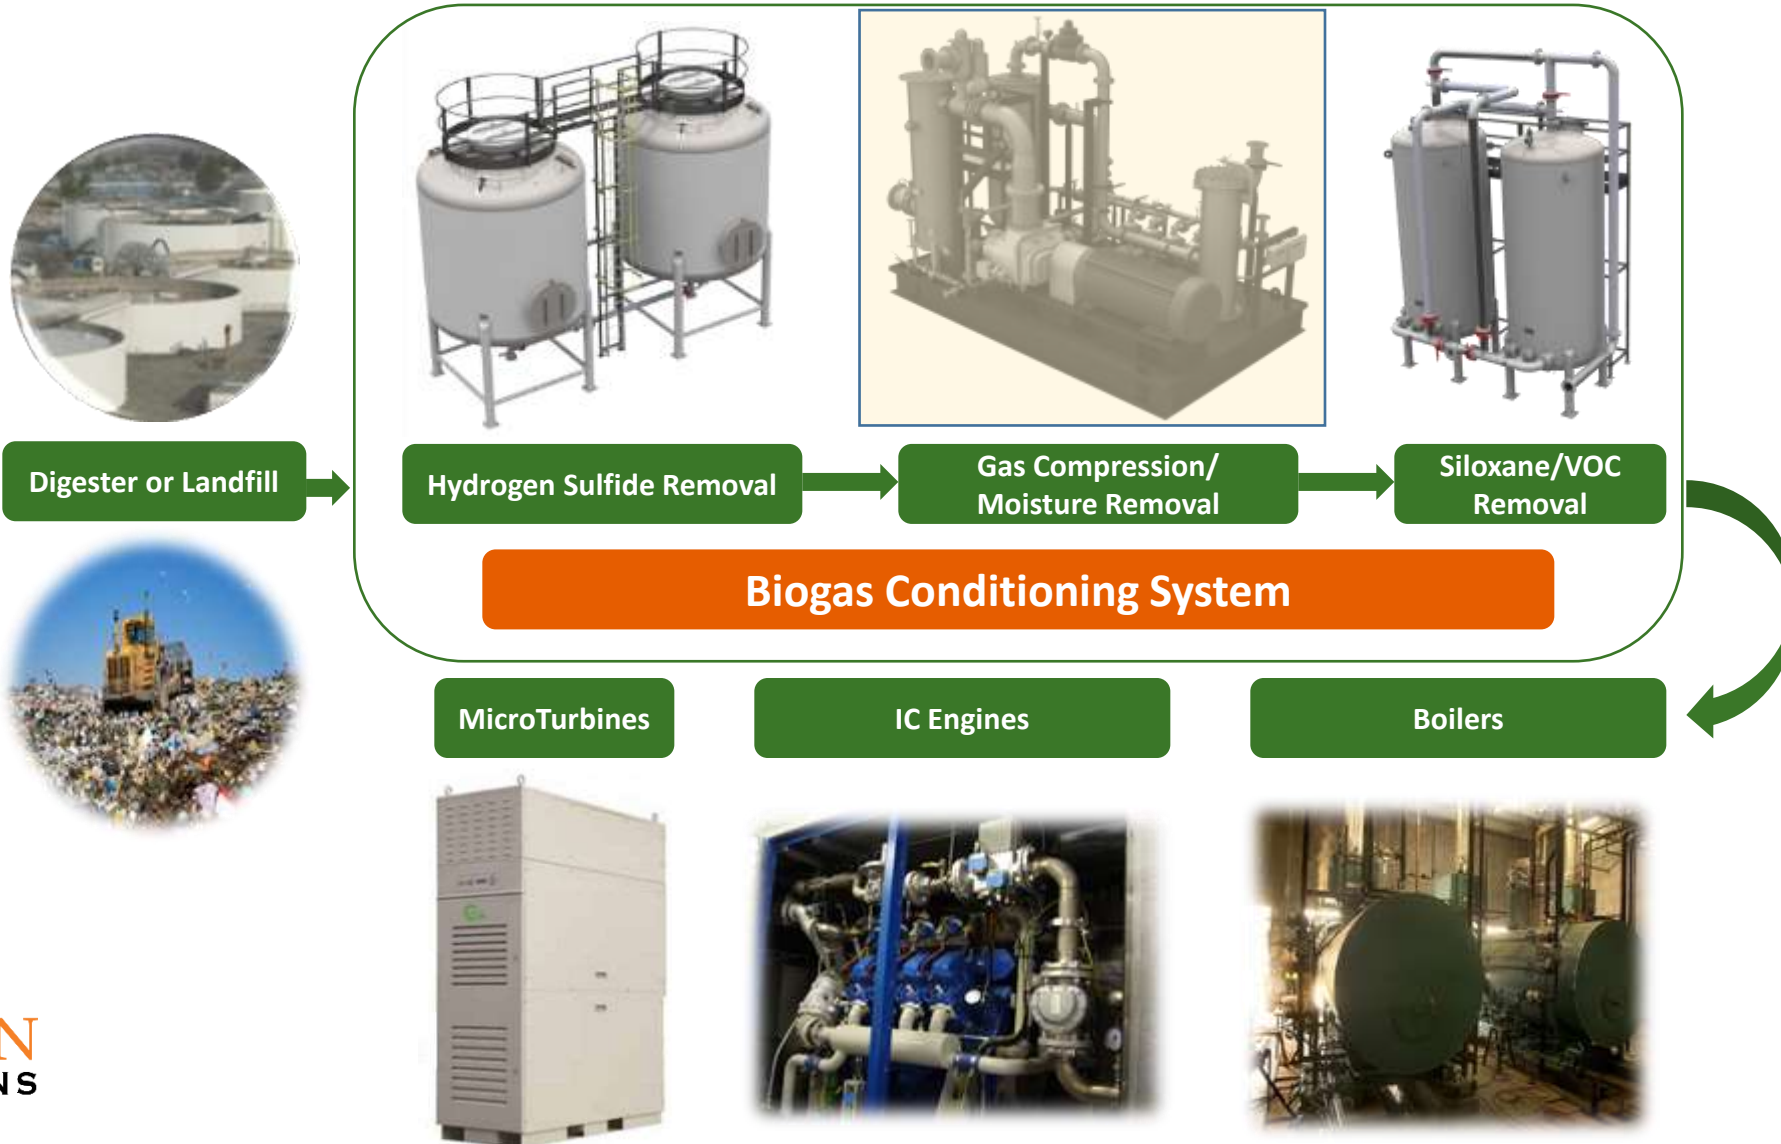 Digester or Landfill
Hydrogen Sulfide Removal
Gas Compression/
Moisture Removal
Siloxane/VOC
Removal
Biogas Conditioning System
MicroTurbines
IC Engines
Boilers
N
NS